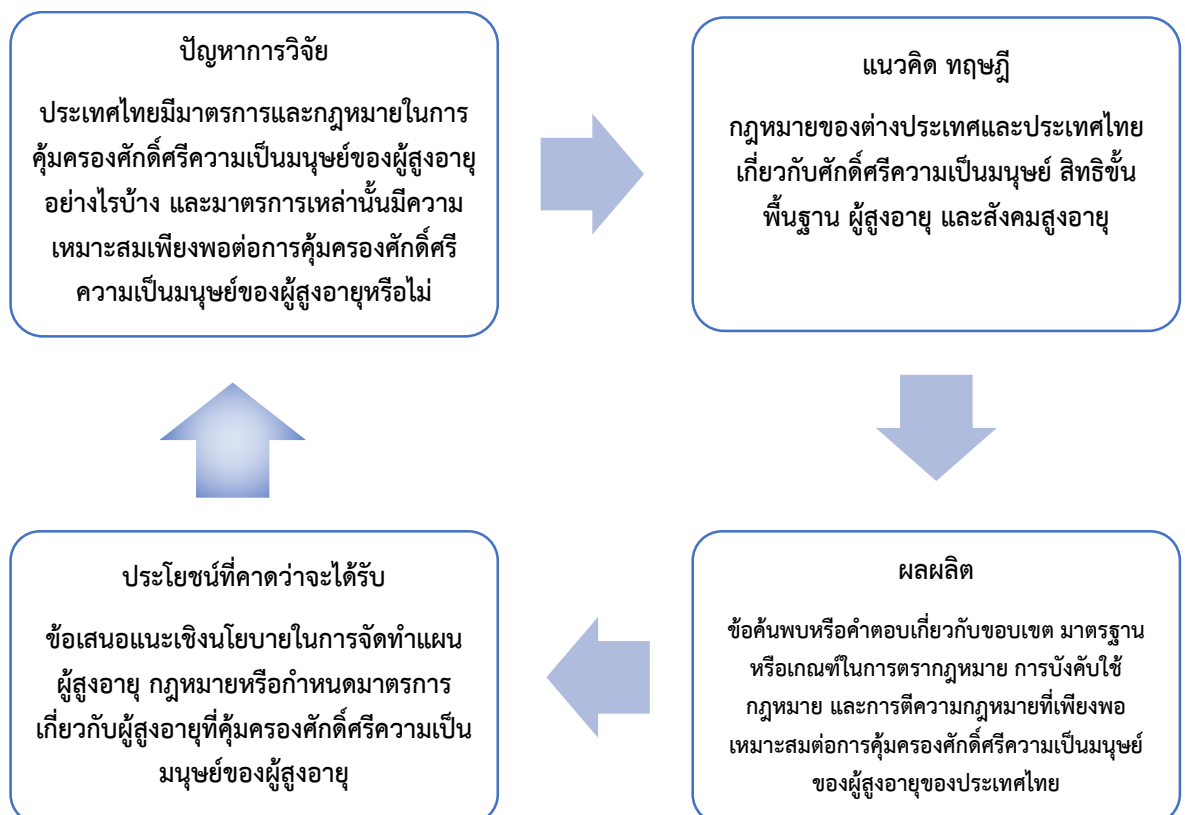 ปัญหาการวิจัย
ประเทศไทยมีมาตรการและกฎหมายในการ
คุ้มครองศักดิ์ศรีความเป็นมนุษย์ของผู้สูงอายุ
อย่างไรบ้าง และมาตรการเหล่านั้นมีความ
เหมาะสมเพียงพอต่อการคุ้มครองศักดิ์ศรี
ความเป็นมนุษย์ของผู้สูงอายุหรือไม่
แนวคิด ทฤษฎี
กฎหมายของต่างประเทศและประเทศไทย
เกี่ยวกับศักดิ์ศรีความเป็นมนุษย์ สิทธิขั้น
พื้นฐาน ผู้สูงอายุ และสังคมสูงอายุ
ผลผลิต
ข้อค้นพบหรือคำตอบเกี่ยวกับขอบเขต มาตรฐาน
หรือเกณฑ์ในการตรากฎหมาย การบังคับใช้
กฎหมาย และการตีความกฎหมายที่เพียงพอ
เหมาะสมต่อการคุ้มครองศักดิ์ศรีความเป็นมนุษย์
ของผู้สูงอายุของประเทศไทย
ประโยชน์ที่คาดว่าจะได้รับ
ข้อเสนอแนะเชิงนโยบายในการจัดทำแผน
ผู้สูงอายุ กฎหมายหรือกำหนดมาตรการ
เกี่ยวกับผู้สูงอายุที่คุ้มครองศักดิ์ศรีความเป็น
มนุษย์ของผู้สูงอายุ